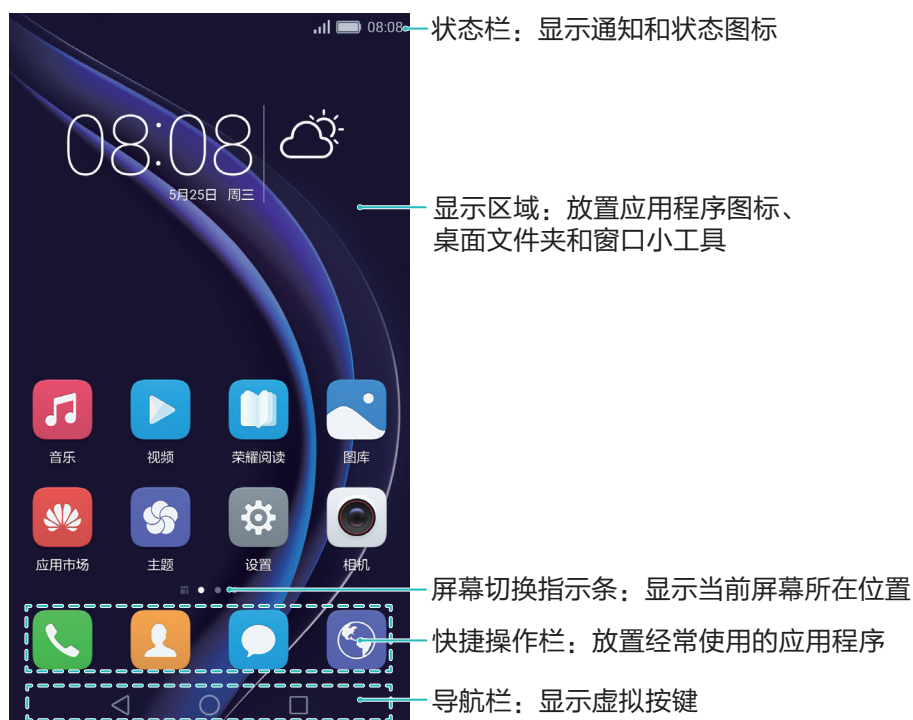 08:08
状态栏：显示通知和状态图标
08:08
5月25日 周三
显示区域：放置应用程序图标、
桌面文件夹和窗口小工具
音乐 视频 荣耀阅读 图库
应用市场 主题 设置 相机
屏幕切换指示条：显示当前屏幕所在位置
快捷操作栏：放置经常使用的应用程序
导航栏：显示虚拟按键